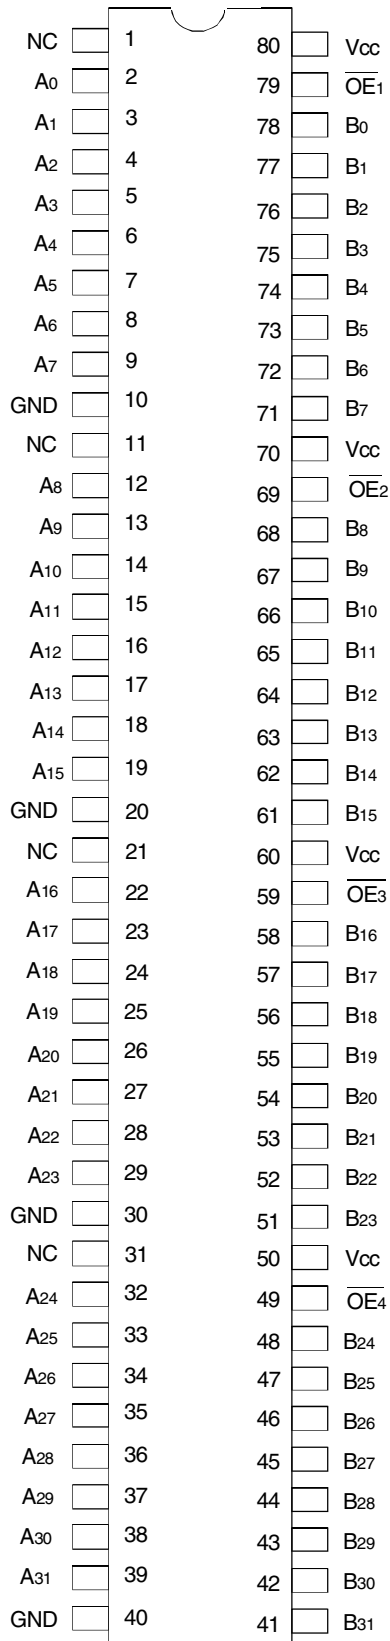 NC 1 80 Vcc
A0 2 79 OE1
A1 3 78 B0
A2 4 77 B1
A3 5 76 B2
A4 6 75 B3
A5 7 74 B4
A6 8 73 B5
A7 9 72 B6
GND 10 71 B7
NC 11 70 Vcc
A8 12 69 OE2
A9 13 68 B8
A10 14 67 B9
A11 15 66 B10
A12 16 65 B11
A13 17 64 B12
A14 18 63 B13
A15 19 62 B14
GND 20 61 B15
NC 21 60 Vcc
A16 22 59 OE3
A17 23 58 B16
A18 24 57 B17
A19 25 56 B18
A20 26 55 B19
A21 27 54 B20
A22 28 53 B21
A23 29 52 B22
GND 30 51 B23
NC 31 50 Vcc
A24 32 49 OE4
A25 33 48 B24
A26 34 47 B25
A27 35 46 B26
A28 36 45 B27
A29 37 44 B28
A30 38 43 B29
A31 39 42 B30
GND 40 41 B31